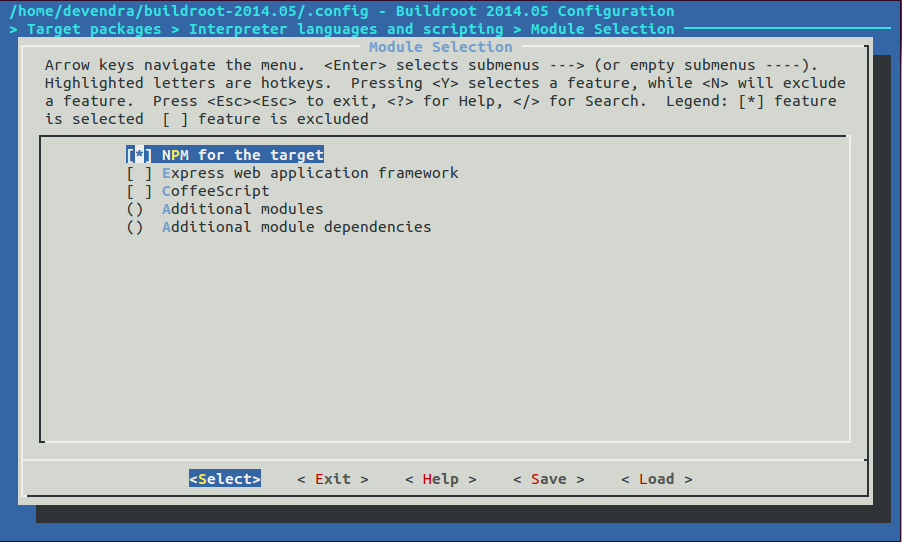 /home/devendra/buildroot-2014.05/.config - Buildroot 2014.05 Configuration
> Target packages > Interpreter languages and scripting > Module Selection
Module Selection
Arrow keys navigate the menu.  <Enter> selects submenus ---> (or empty submenus ----).
Highlighted letters are hotkeys.  Pressing <Y> selectes a feature, while <N> will exclude
a feature.  Press <Esc><Esc> to exit, <?> for Help, </> for Search.  Legend: [*] feature
is selected  [ ] feature is excluded
[*] NPM for the target
[ ] Express web application framework
[ ] CoffeeScript
()  Additional modules
()  Additional module dependencies
<Select>    < Exit >    < Help >    < Save >    < Load >